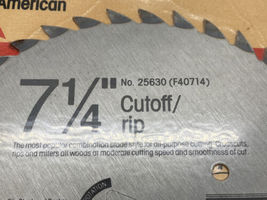 American
7¼"
No. 25630 (F40714)
Cutoff/
rip
The most popular combination blade style for all-purpose cutting. Crosscuts,
rips and miters all woods at moderate cutting speed and smoothness of cut.
ROTATION